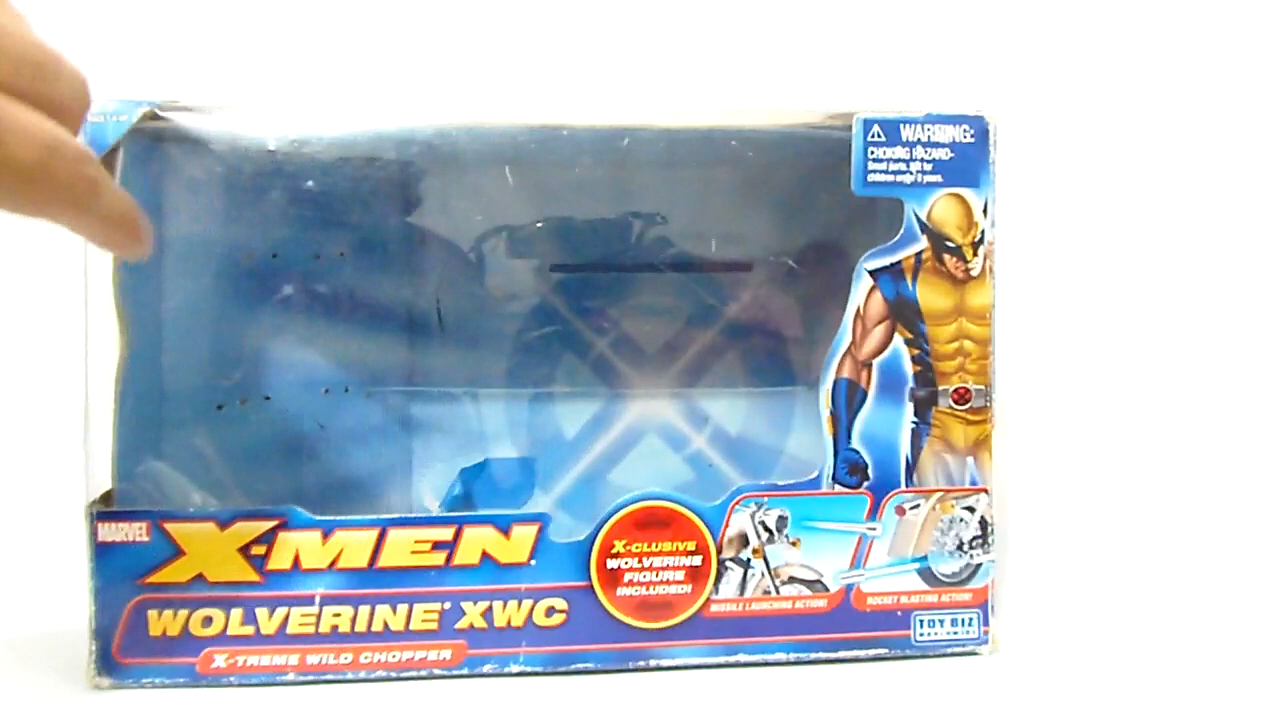 WARNING:
CHOKING HAZARD-
Small parts. Not for
children under 3 years.
MARVEL
X-MEN
X-CLUSIVE
WOLVERINE
FIGURE
INCLUDED!
MISSILE LAUNCHING ACTION!
ROCKET BLASTING ACTION!
WOLVERINE XWC
TOY BIZ
WORLDWIDE
X-TREME WILD CHOPPER